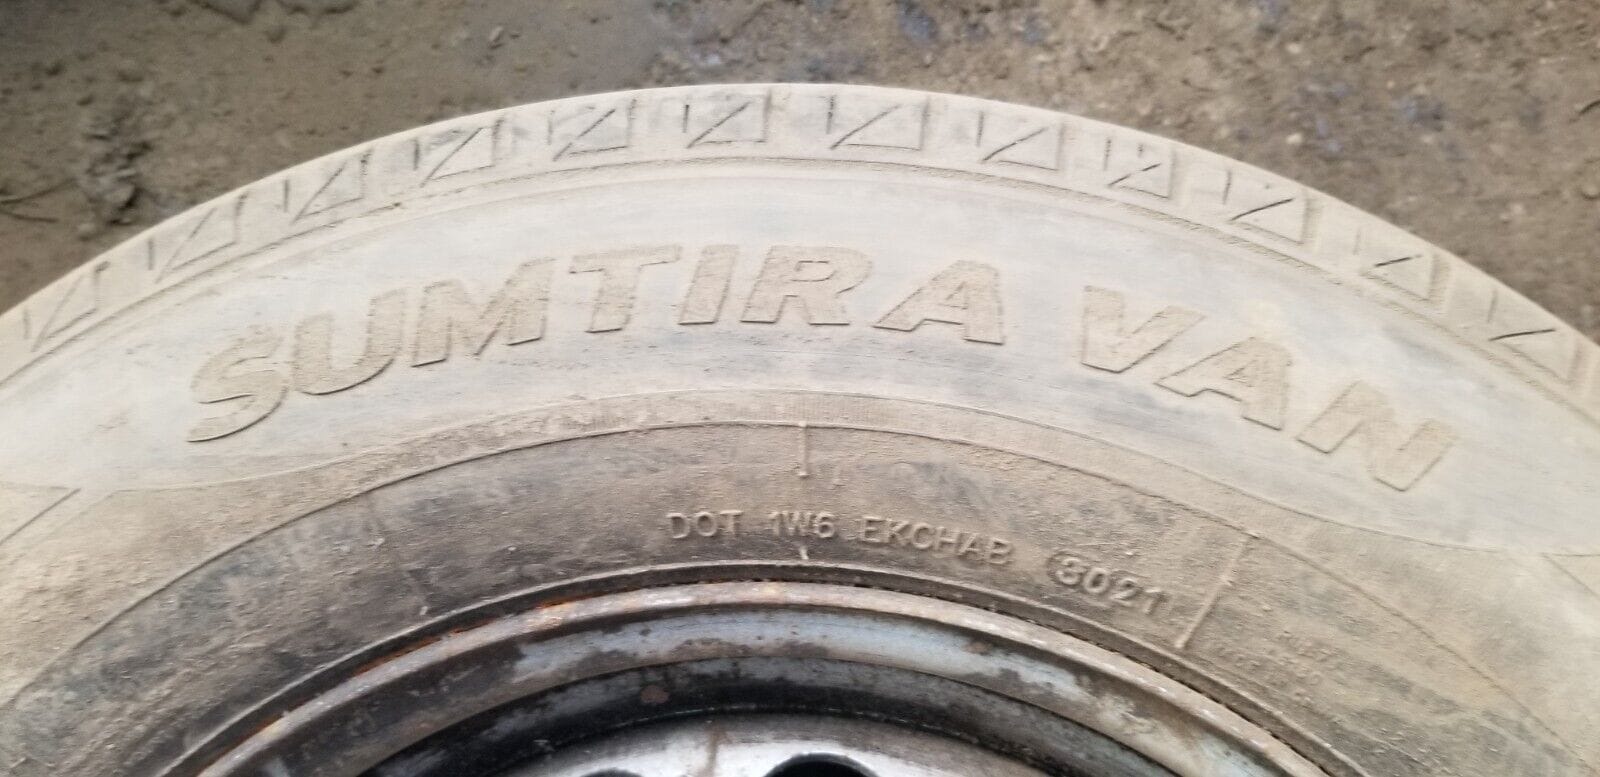 SUMTIRA VAN
DOT 1W6 EKCHAB 3021